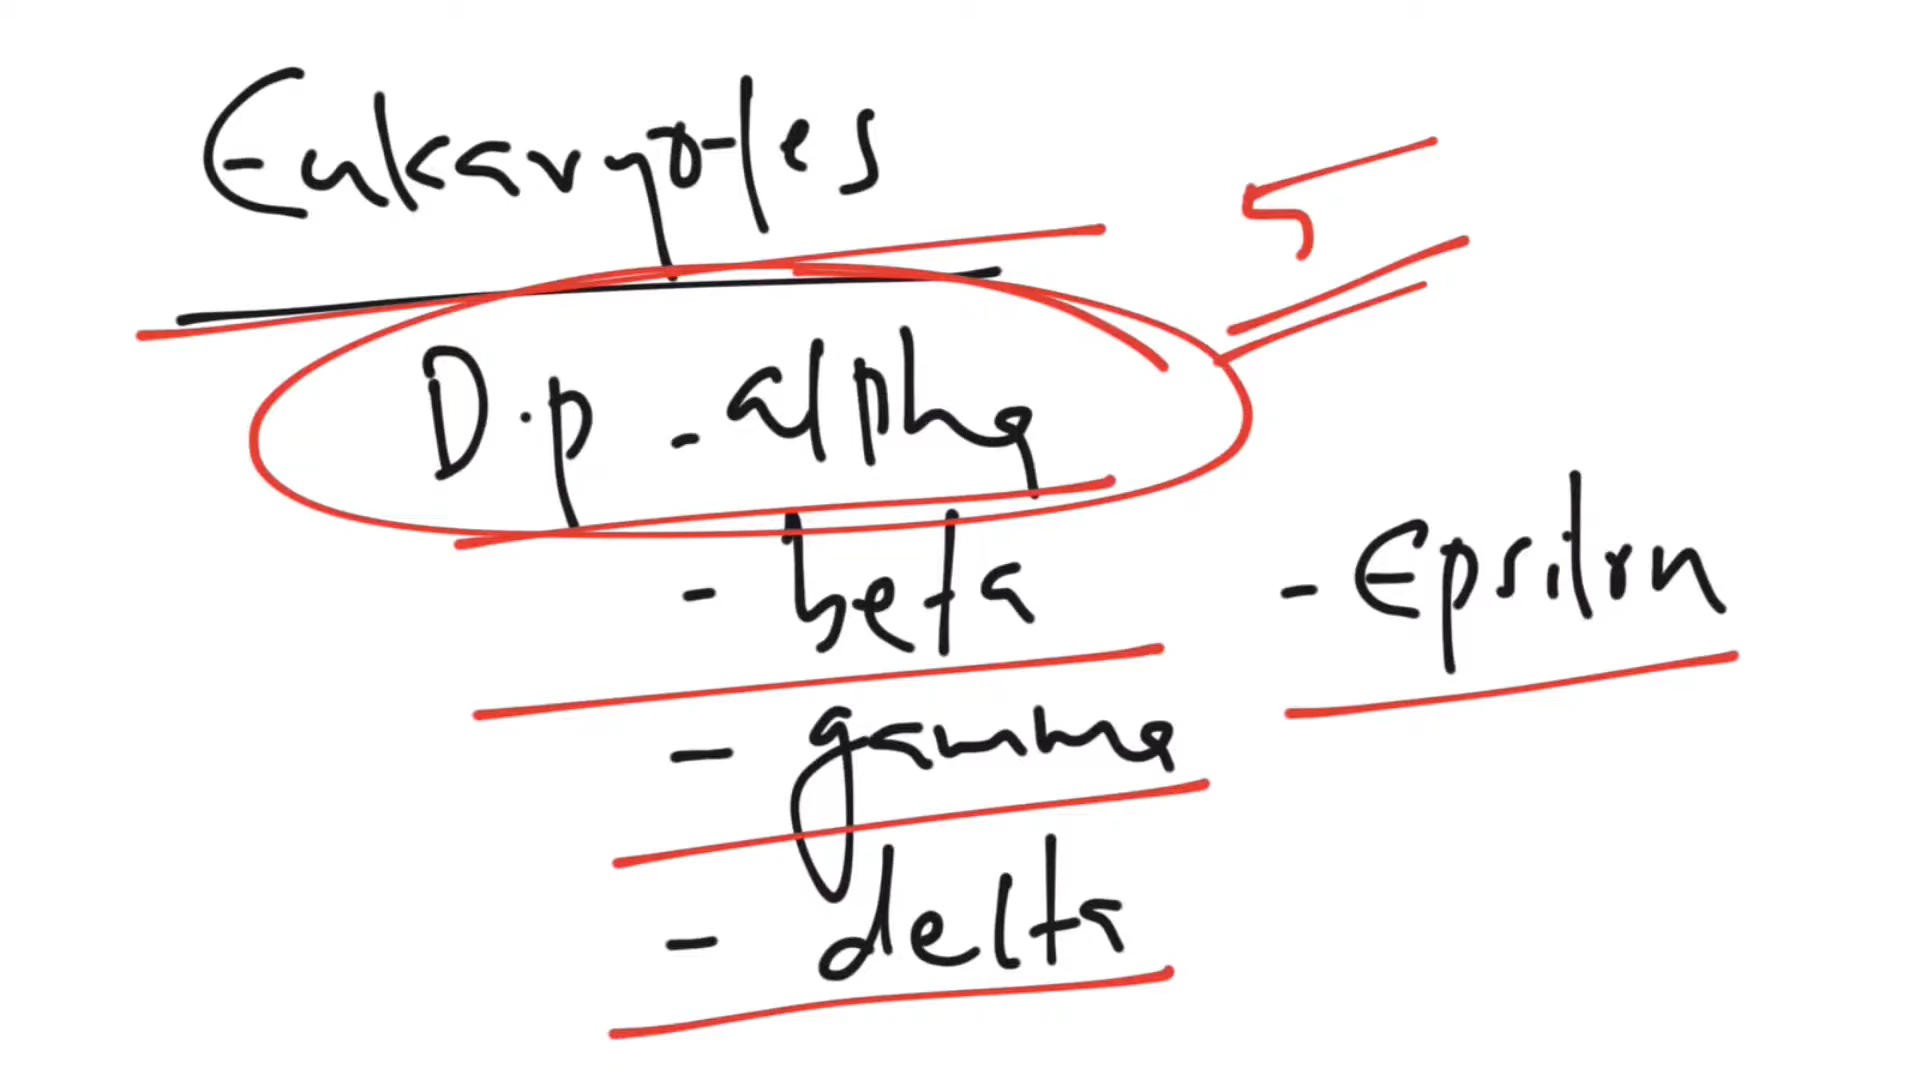 Eukaryotes
5
D.p - alpha
- beta
- Epsilon
- gamma
- delta